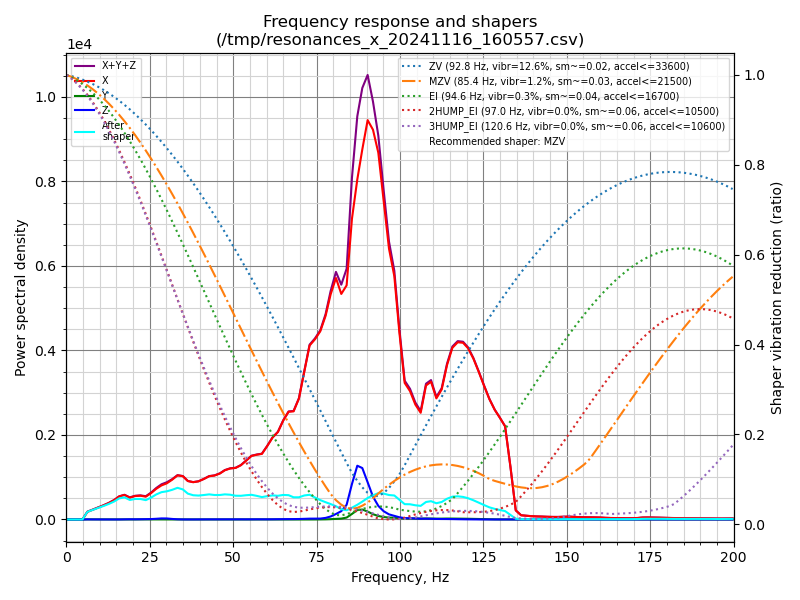 Frequency response and shapers
(/tmp/resonances_x_20241116_160557.csv)
1e4
X+Y+Z
X
Y
Z
After
shaper
ZV (92.8 Hz, vibr=12.6%, sm~=0.02, accel<=33600)
MZV (85.4 Hz, vibr=1.2%, sm~=0.03, accel<=21500)
EI (94.6 Hz, vibr=0.3%, sm~=0.04, accel<=16700)
2HUMP_EI (97.0 Hz, vibr=0.0%, sm~=0.06, accel<=10500)
3HUMP_EI (120.6 Hz, vibr=0.0%, sm~=0.06, accel<=10600)
Recommended shaper: MZV
Power spectral density
1.0
0.8
0.6
0.4
0.2
0.0
1.0
0.8
0.6
0.4
0.2
0.0
Shaper vibration reduction (ratio)
0 25 50 75 100 125 150 175 200
Frequency, Hz